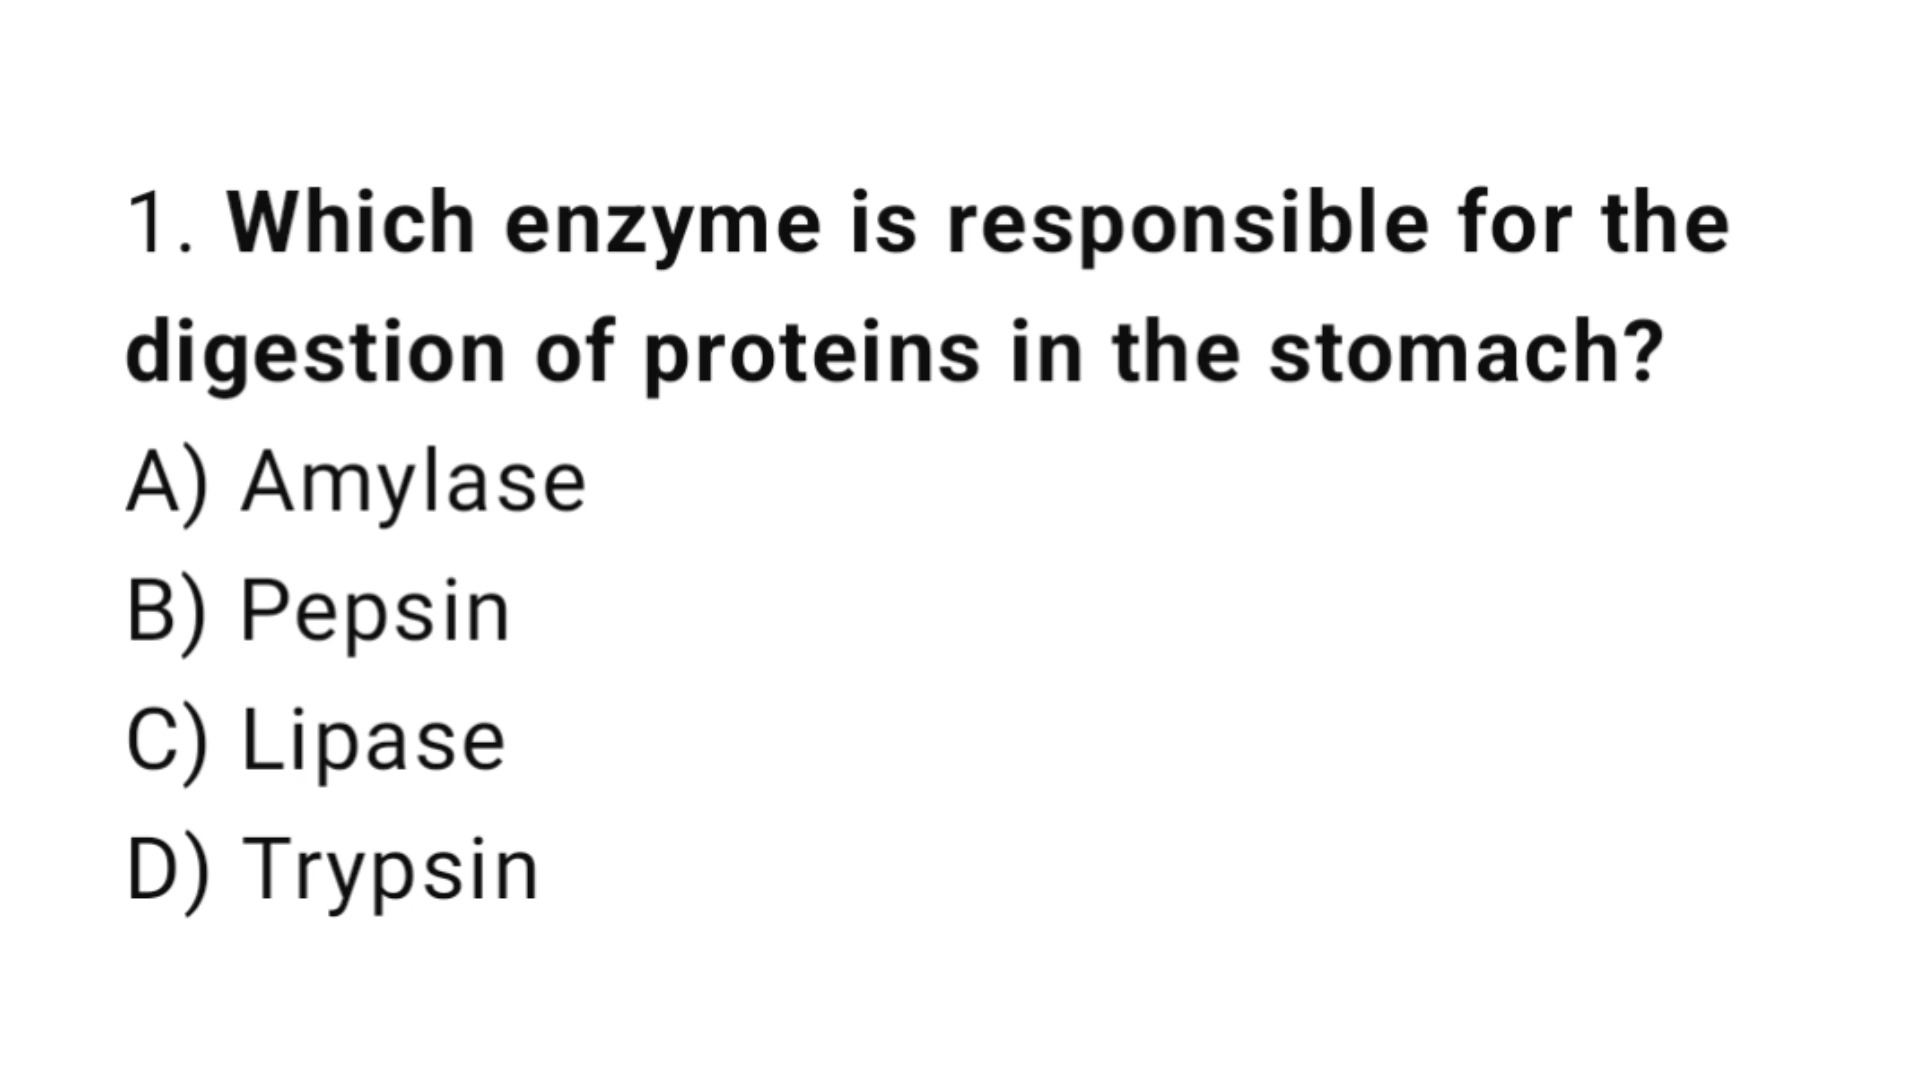 1. Which enzyme is responsible for the
digestion of proteins in the stomach?
A) Amylase
B) Pepsin
C) Lipase
D) Trypsin